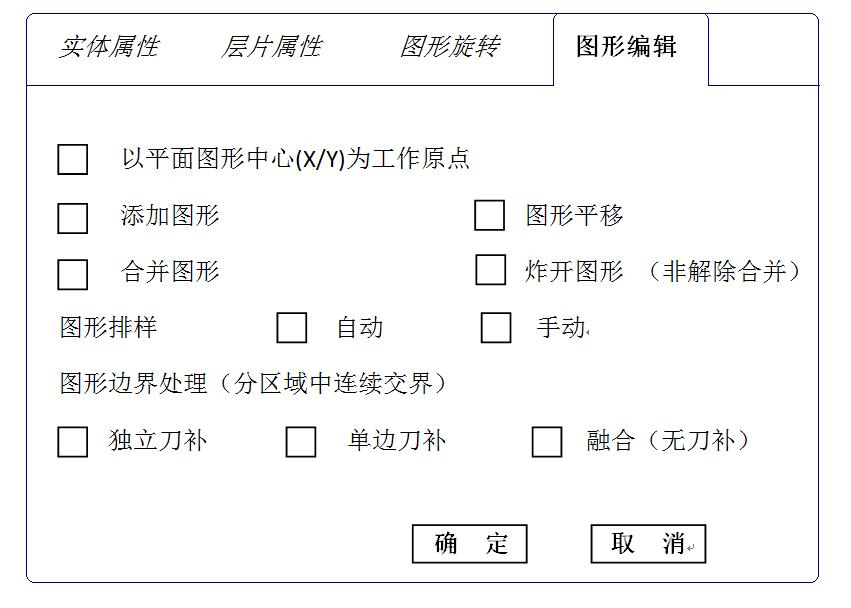 实体属性 层片属性 图形旋转 图形编辑
以平面图形中心(X/Y)为工作原点
添加图形 图形平移
合并图形 炸开图形 （非解除合并）
图形排样 自动 手动
图形边界处理（分区域中连续交界）
独立刀补 单边刀补 融合（无刀补）
确 定 取 消